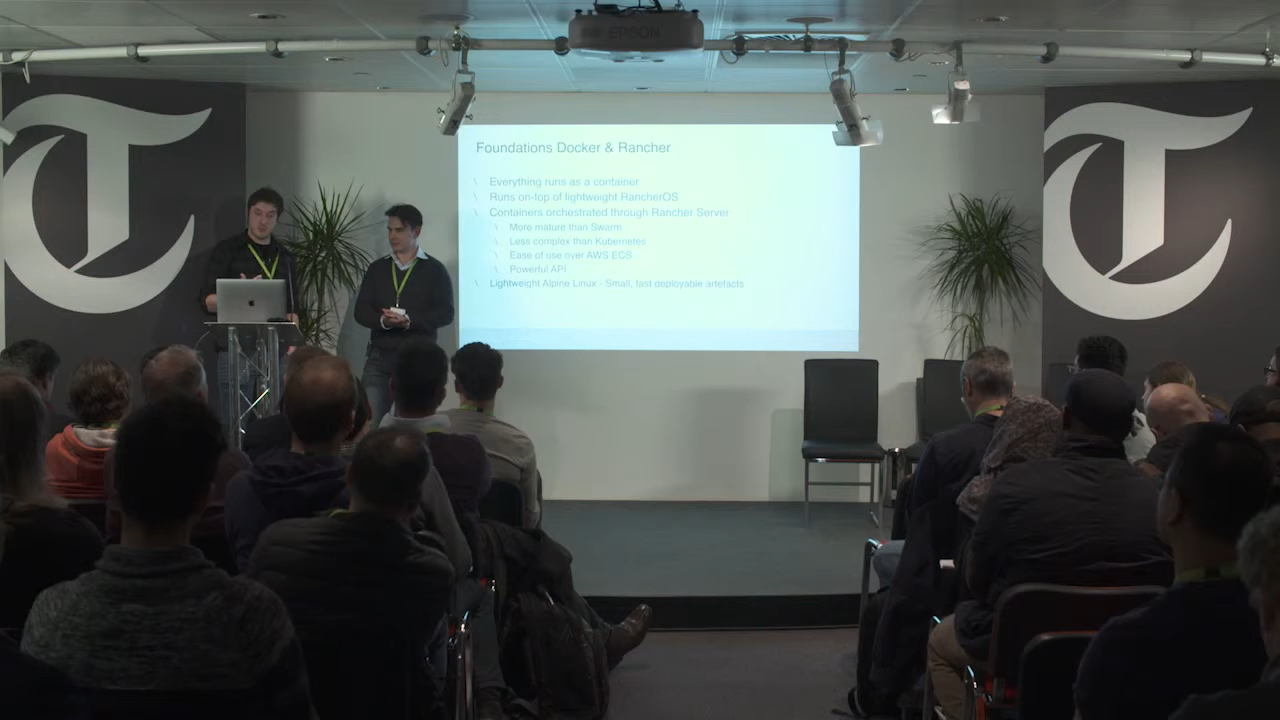 EPSON
Foundations Docker & Rancher
\ Everything runs as a container
\ Runs on-top of lightweight RancherOS
\ Containers orchestrated through Rancher Server
\ More mature than Swarm
\ Less complex than Kubernetes
\ Ease of use over AWS ECS
\ Powerful API
\ Lightweight Alpine Linux - Small, fast deployable artefacts
T
T